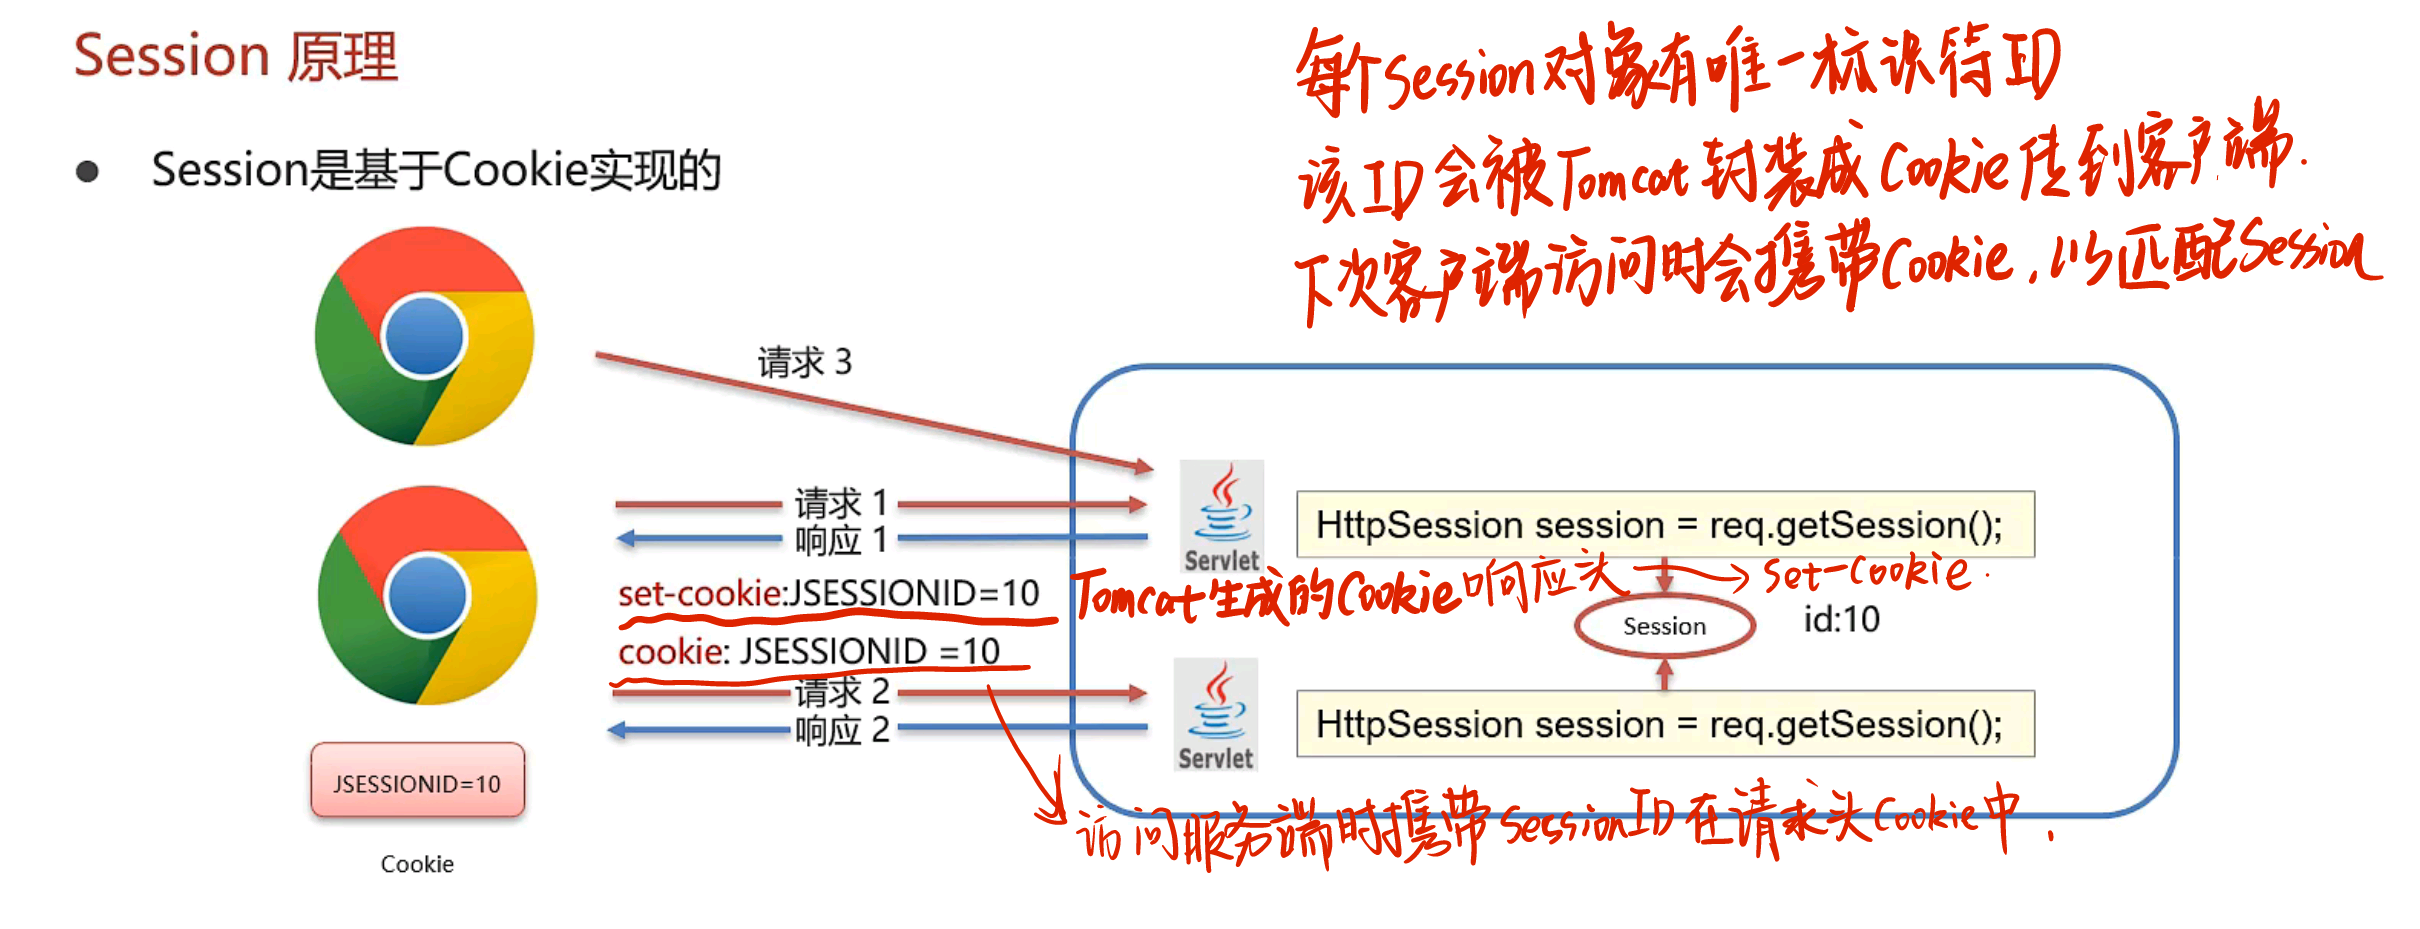 Session 原理
每个Session对象有唯一标识符ID
该ID会被Tomcat封装成Cookie传到客户端.
下次客户端访问时会携带Cookie,以匹配Session
● Session是基于Cookie实现的
请求 3
请求 1
响应 1
Servlet
HttpSession session = req.getSession();
set-cookie:JSESSIONID=10
Tomcat生成的Cookie响应头 → Set-Cookie.
Session
id:10
cookie: JSESSIONID =10
请求 2
响应 2
Servlet
HttpSession session = req.getSession();
JSESSIONID=10
Cookie
访问服务端时携带SessionID在请求头Cookie中.